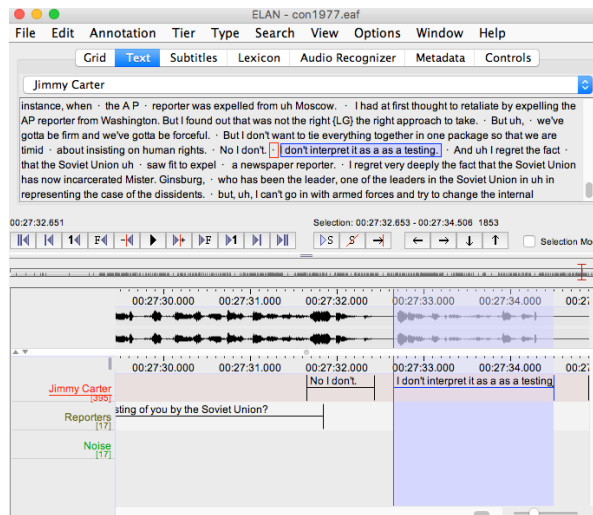 ELAN - con1977.eaf
File Edit Annotation Tier Type Search View Options Window Help
Grid Text Subtitles Lexicon Audio Recognizer Metadata Controls
Jimmy Carter
instance, when · the A P · reporter was expelled from uh Moscow. · I had at first thought to retaliate by expelling the
AP reporter from Washington. But I found out that was not the right {LG} the right approach to take. · But uh, · we've
gotta be firm and we've gotta be forceful. · But I don't want to tie everything together in one package so that we are
timid · about insisting on human rights. · No I don't. · I don't interpret it as a as a testing. · And uh I regret the fact ·
that the Soviet Union uh · saw fit to expel · a newspaper reporter. · I regret very deeply the fact that the Soviet Union
has now incarcerated Mister. Ginsburg, · who has been the leader, one of the leaders in the Soviet Union in uh in
representing the case of the dissidents. · but, uh, I can't go in with armed forces and try to change the internal
00:27:32.651 Selection: 00:27:32.653 - 00:27:34.506 1853
1 F F 1 S S Selection Mo
00:27:30.000 00:27:31.000 00:27:32.000 00:27:33.000 00:27:34.000 00:27
00:27:30.000 00:27:31.000 00:27:32.000 00:27:33.000 00:27:34.000 00:27
Jimmy Carter No I don't. I don't interpret it as a as a testing
[395]
Reporters sting of you by the Soviet Union?
[17]
Noise
[17]